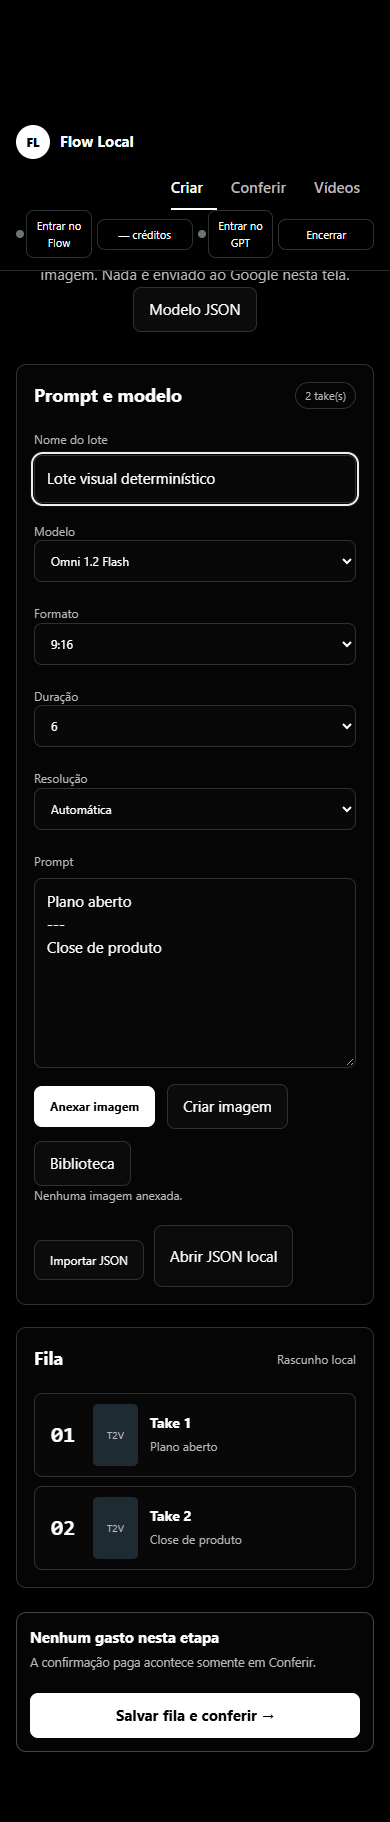 FL Flow Local
Criar Conferir Vídeos
Entrar no Flow — créditos Entrar no GPT Encerrar
imagem. Nada é enviado ao Google nesta tela.
Modelo JSON
Prompt e modelo 2 take(s)
Nome do lote
Lote visual determinístico
Modelo
Omni 1.2 Flash
Formato
9:16
Duração
6
Resolução
Automática
Prompt
Plano aberto
---
Close de produto
Anexar imagem Criar imagem
Biblioteca
Nenhuma imagem anexada.
Importar JSON Abrir JSON local
Fila Rascunho local
01 T2V Take 1
Plano aberto
02 T2V Take 2
Close de produto
Nenhum gasto nesta etapa
A confirmação paga acontece somente em Conferir.
Salvar fila e conferir →